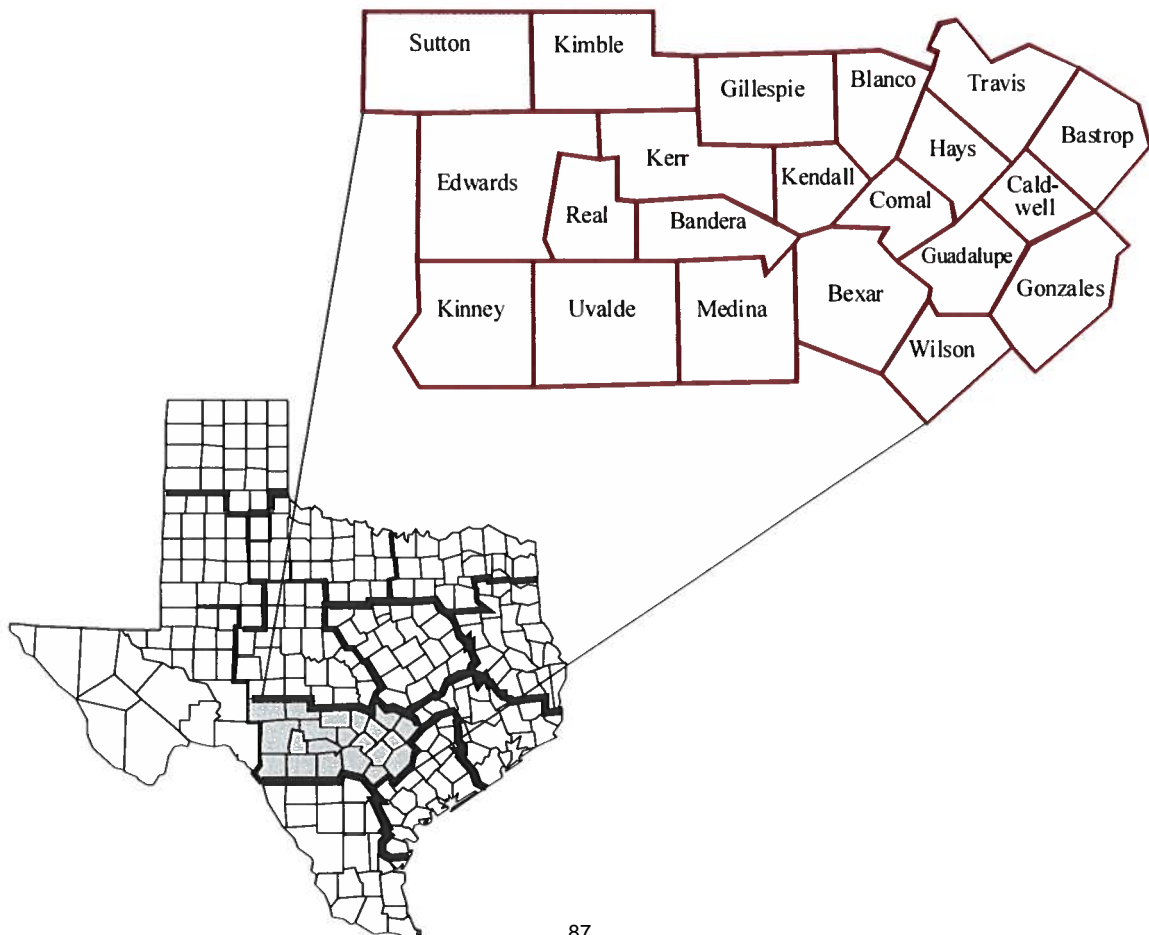 Sutton
Kimble
Gillespie
Blanco
Travis
Bastrop
Hays
Kerr
Kendall
Edwards
Cald-
well
Comal
Real
Bandera
Guadalupe
Gonzales
Bexar
Kinney
Uvalde
Medina
Wilson
87